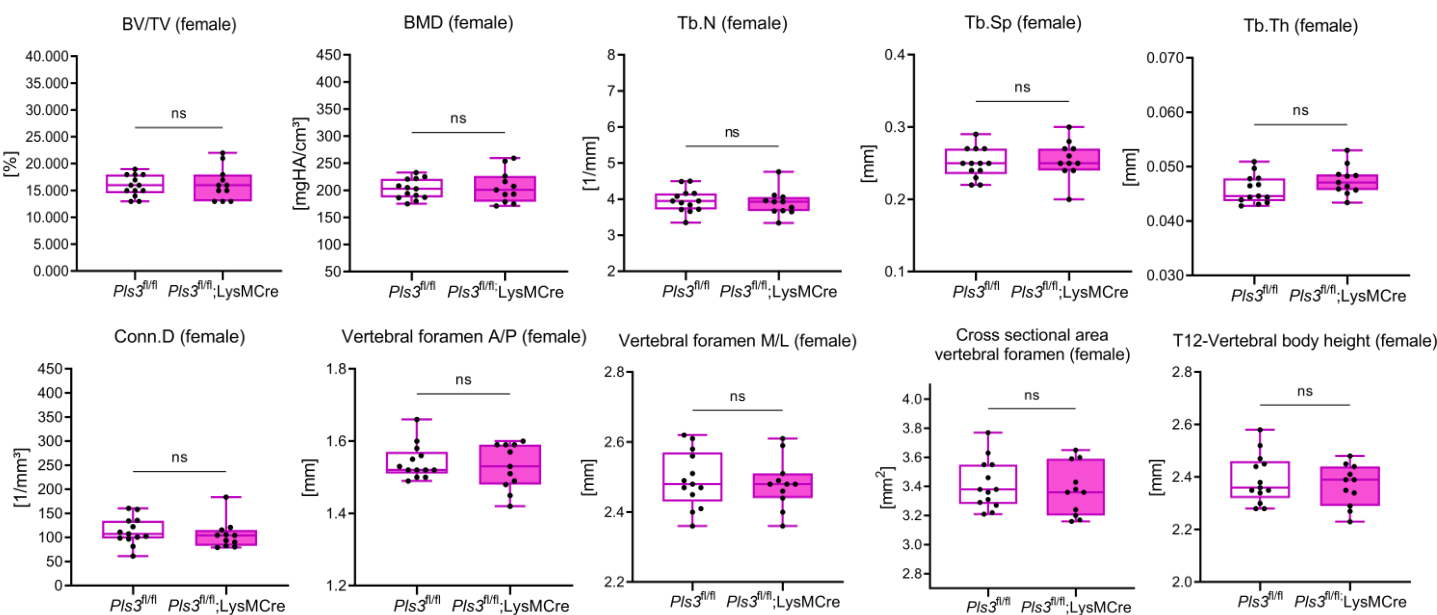 BV/TV (female)
[%]
40.000
35.000
30.000
25.000
20.000
15.000
10.000
5.000
0.000
ns
Pls3fl/fl Pls3fl/fl;LysMCre
BMD (female)
[mgHA/cm³]
450
400
350
300
250
200
150
100
50
ns
Pls3fl/fl Pls3fl/fl;LysMCre
Tb.N (female)
[1/mm]
8
7
6
5
4
3
2
ns
Pls3fl/fl Pls3fl/fl;LysMCre
Tb.Sp (female)
[mm]
0.4
0.3
0.2
0.1
ns
Pls3fl/fl Pls3fl/fl;LysMCre
Tb.Th (female)
[mm]
0.070
0.060
0.050
0.040
0.030
ns
Pls3fl/fl Pls3fl/fl;LysMCre
Conn.D (female)
[1/mm³]
450
400
350
300
250
200
150
100
50
0
ns
Pls3fl/fl Pls3fl/fl;LysMCre
Vertebral foramen A/P (female)
[mm]
1.8
1.6
1.4
1.2
ns
Pls3fl/fl Pls3fl/fl;LysMCre
Vertebral foramen M/L (female)
[mm]
2.8
2.6
2.4
2.2
ns
Pls3fl/fl Pls3fl/fl;LysMCre
Cross sectional area
vertebral foramen (female)
[mm²]
4.0
3.8
3.6
3.4
3.2
3.0
2.8
ns
Pls3fl/fl Pls3fl/fl;LysMCre
T12-Vertebral body height (female)
[mm]
2.8
2.6
2.4
2.2
2.0
ns
Pls3fl/fl Pls3fl/fl;LysMCre